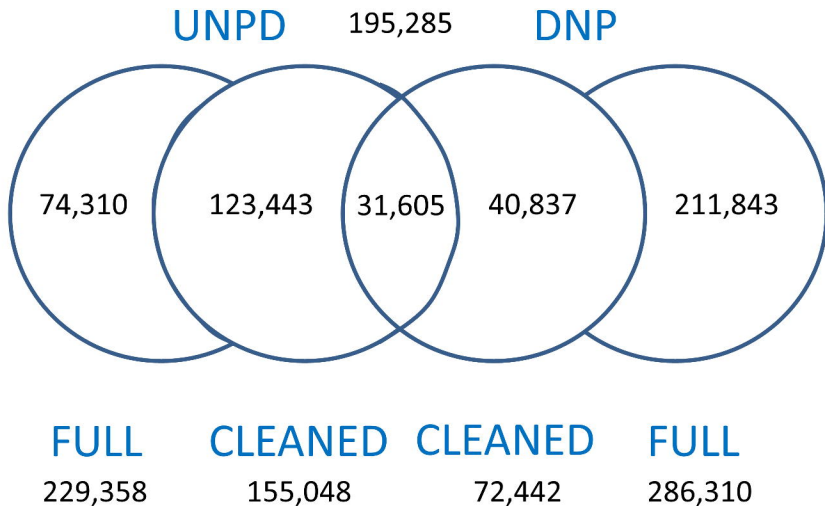 UNPD 195,285 DNP
74,310 123,443 31,605 40,837 211,843
FULL CLEANED CLEANED FULL
229,358 155,048 72,442 286,310